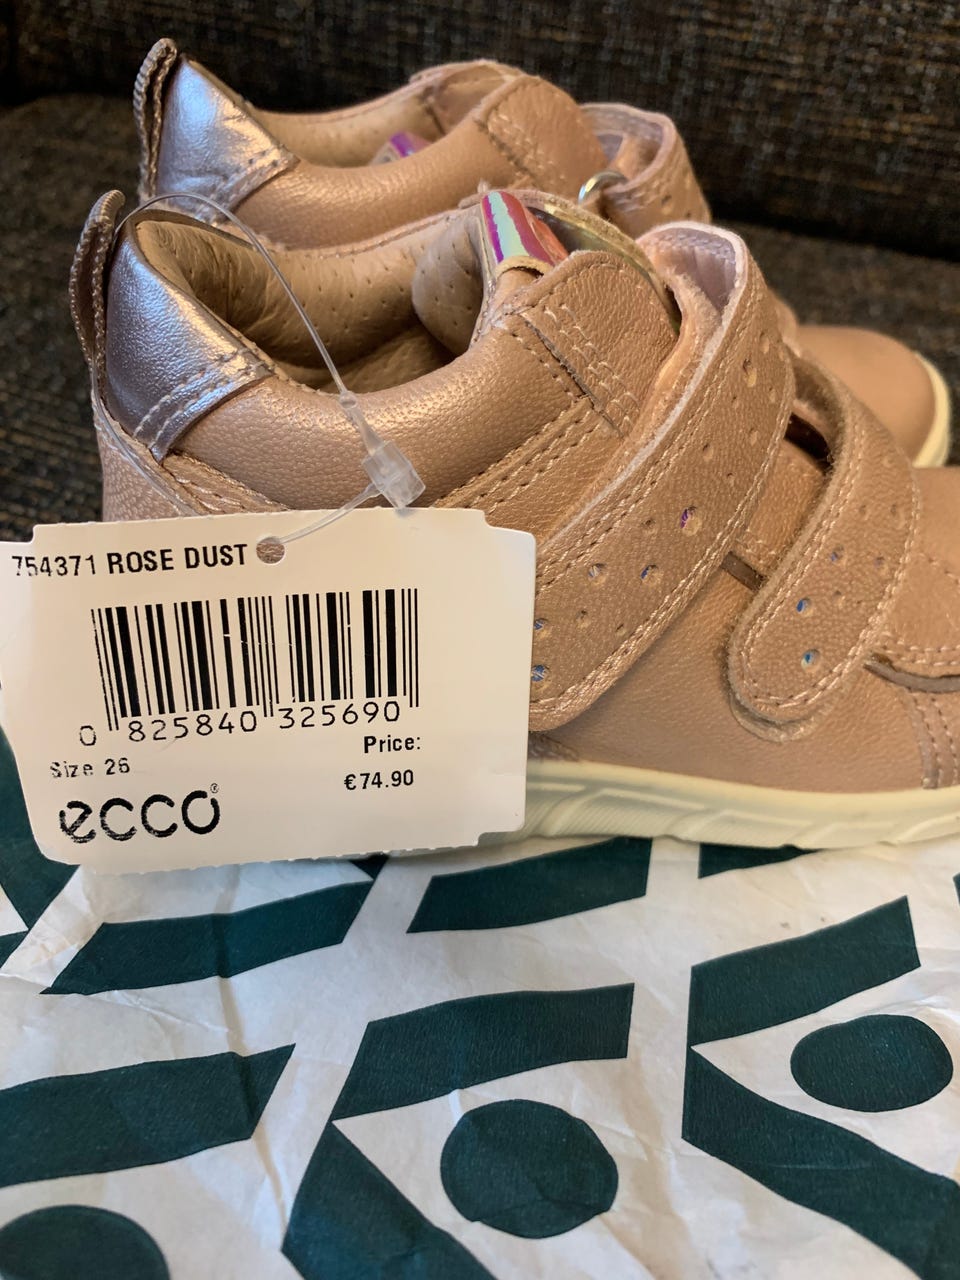 754371 ROSE DUST
0 825840 325690
Price:
Size 26
€74.90
ecco®